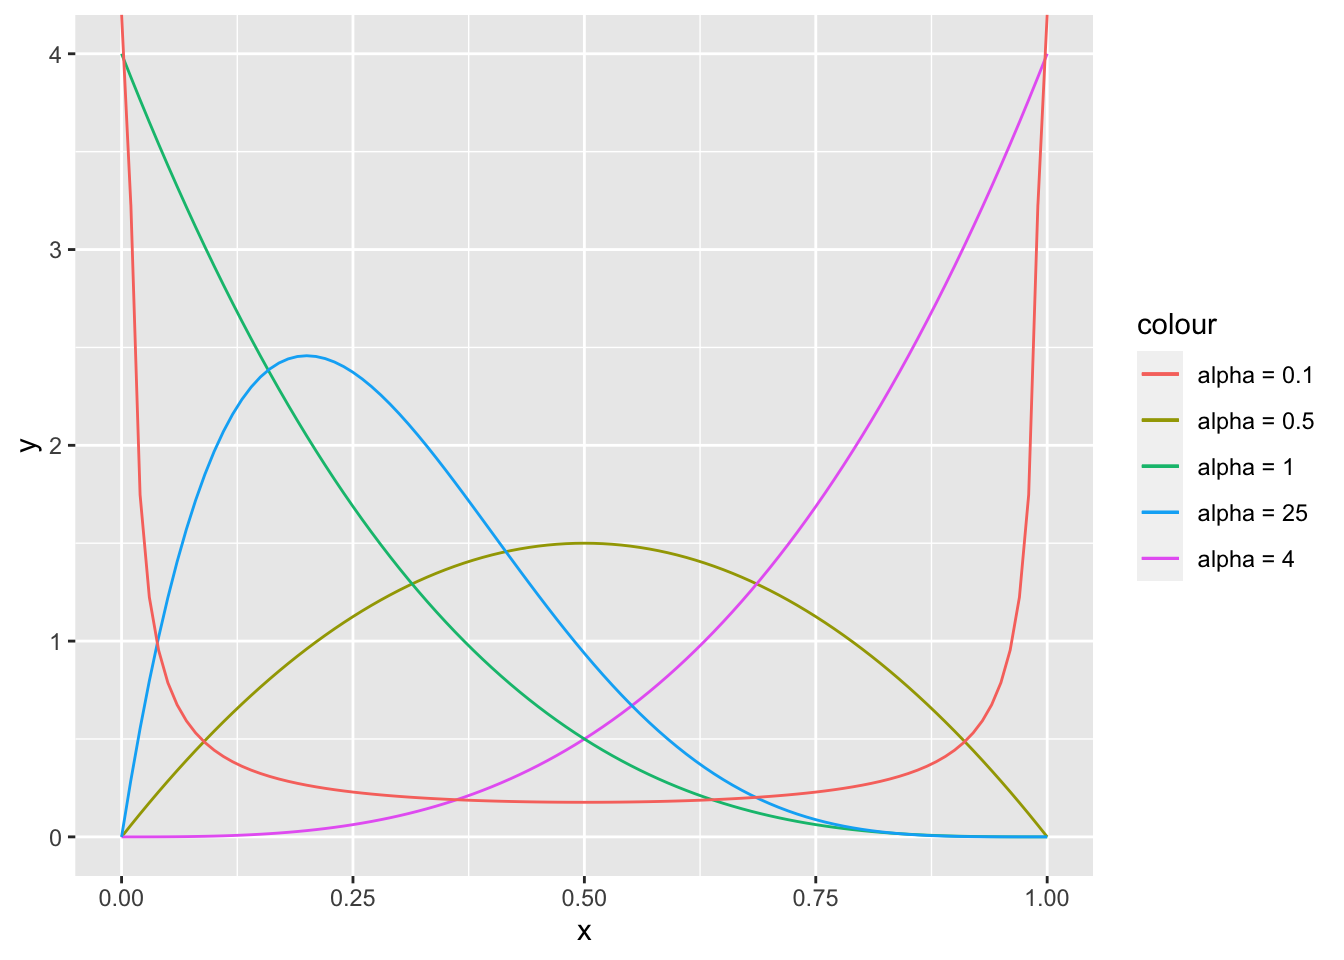 4
3
2
1
0
y
0.00
0.25
0.50
0.75
1.00
x
colour
alpha = 0.1
alpha = 0.5
alpha = 1
alpha = 25
alpha = 4